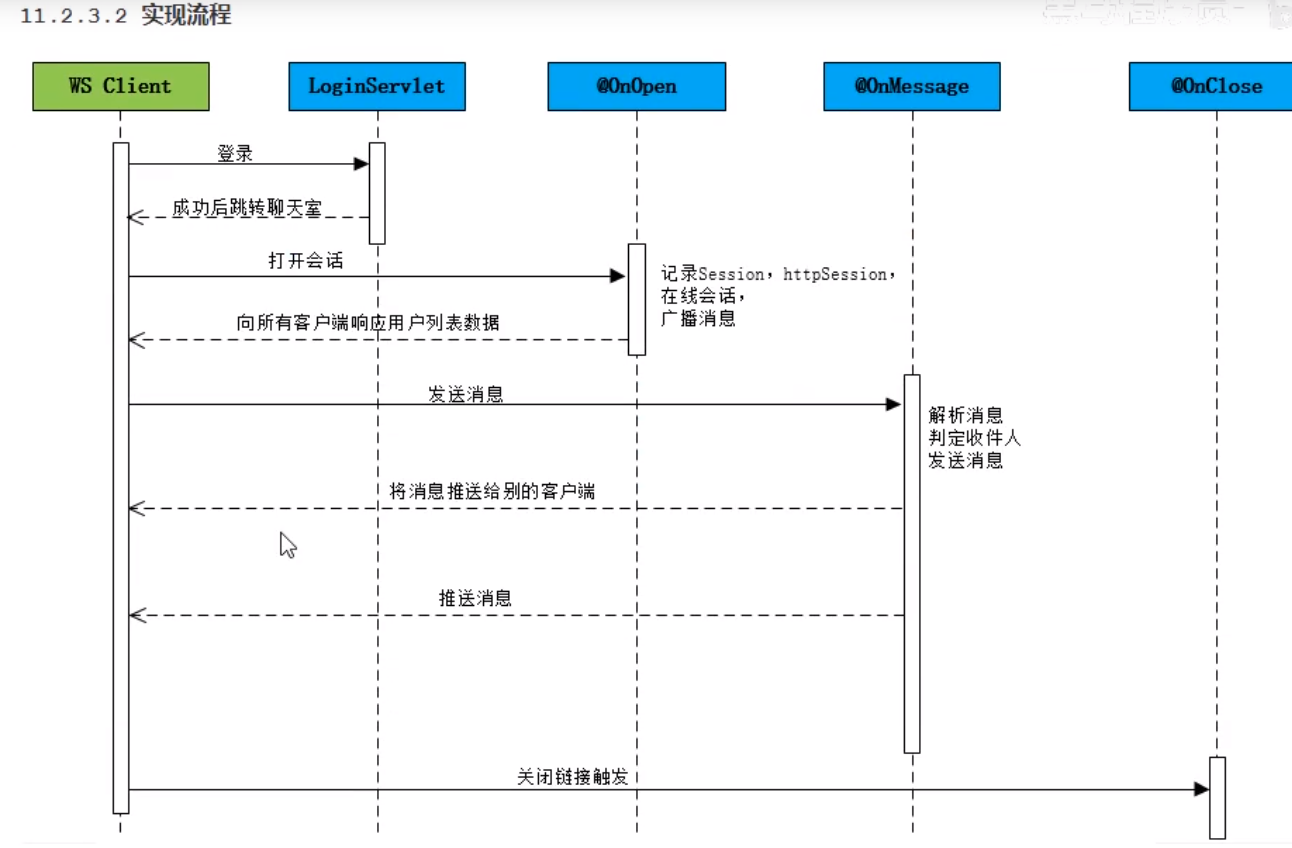 11.2.3.2 实现流程
WS Client
LoginServlet
@OnOpen
@OnMessage
@OnClose
登录
成功后跳转聊天室
打开会话
记录Session，httpSession，
在线会话，
广播消息
向所有客户端响应用户列表数据
发送消息
解析消息
判定收件人
发送消息
将消息推送给别的客户端
推送消息
关闭链接触发